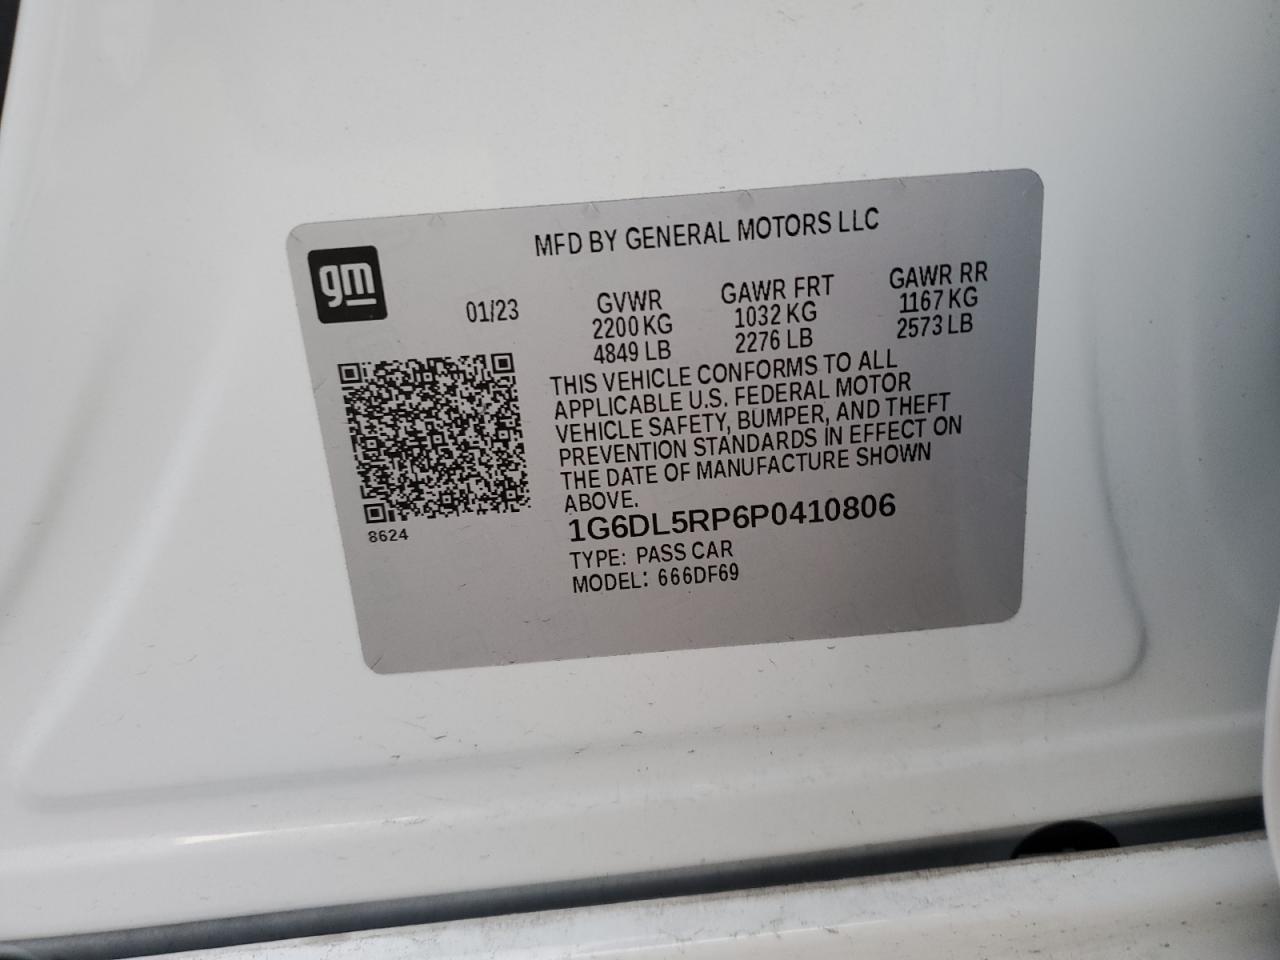 MFD BY GENERAL MOTORS LLC
gm
01/23
GVWR
2200 KG
4849 LB
GAWR FRT
1032 KG
2276 LB
GAWR RR
1167 KG
2573 LB
THIS VEHICLE CONFORMS TO ALL
APPLICABLE U.S. FEDERAL MOTOR
VEHICLE SAFETY, BUMPER, AND THEFT
PREVENTION STANDARDS IN EFFECT ON
THE DATE OF MANUFACTURE SHOWN
ABOVE.
8624
1G6DL5RP6P0410806
TYPE: PASS CAR
MODEL: 666DF69